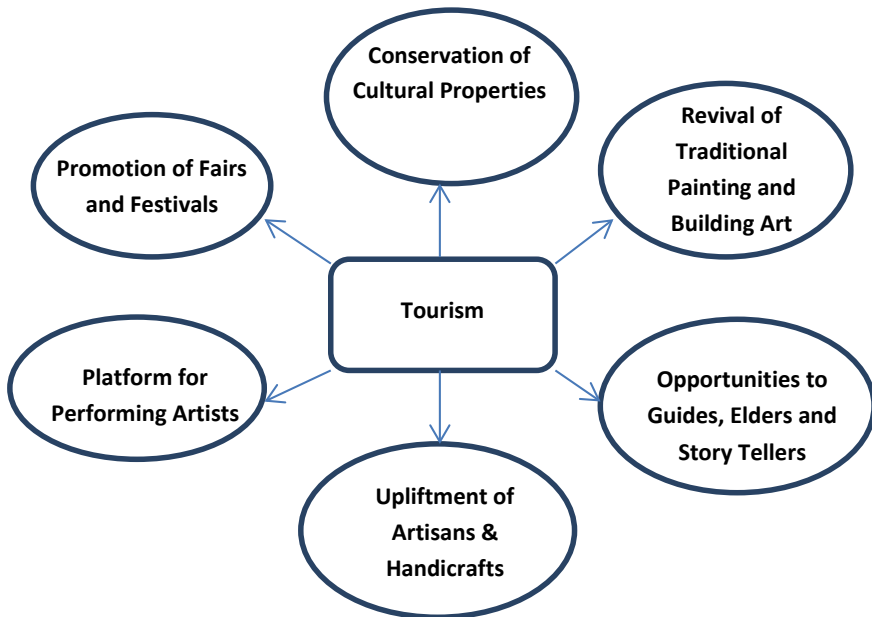 Conservation of
Cultural Properties
Revival of
Traditional
Painting and
Building Art
Promotion of Fairs
and Festivals
Tourism
Platform for
Performing Artists
Opportunities to
Guides, Elders and
Story Tellers
Upliftment of
Artisans &
Handicrafts